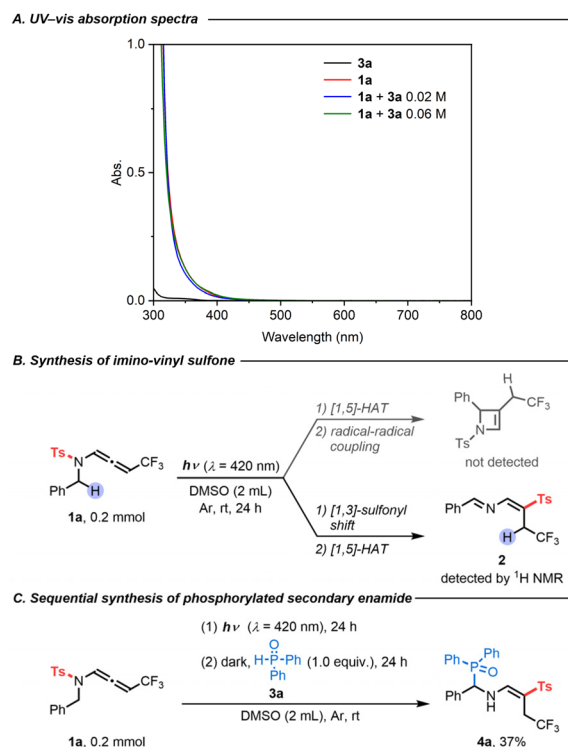 A. UV–vis absorption spectra
1.0
0.5
0.0
Abs.
3a
1a
1a + 3a 0.02 M
1a + 3a 0.06 M
300 400 500 600 700 800
Wavelength (nm)
B. Synthesis of imino-vinyl sulfone
Ts
N
CF3
Ph
H
1a, 0.2 mmol
hν (λ = 420 nm)
DMSO (2 mL)
Ar, rt, 24 h
1) [1,5]-HAT
2) radical-radical
coupling
H
Ph
CF3
Ts N
not detected
1) [1,3]-sulfonyl
shift
2) [1,5]-HAT
Ph N Ts
H
CF3
2
detected by 1H NMR
C. Sequential synthesis of phosphorylated secondary enamide
Ts
N
CF3
Ph
1a, 0.2 mmol
(1) hν (λ = 420 nm), 24 h
O
(2) dark, H-P-Ph (1.0 equiv.), 24 h
Ph
3a
DMSO (2 mL), Ar, rt
Ph
Ph-P=O
Ts
Ph N
H
CF3
4a, 37%